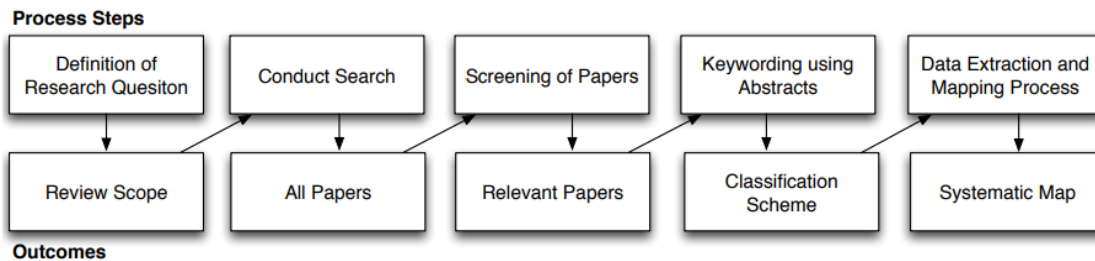 Process Steps
Definition of
Research Quesiton
Conduct Search
Screening of Papers
Keywording using
Abstracts
Data Extraction and
Mapping Process
Review Scope
All Papers
Relevant Papers
Classification
Scheme
Systematic Map
Outcomes